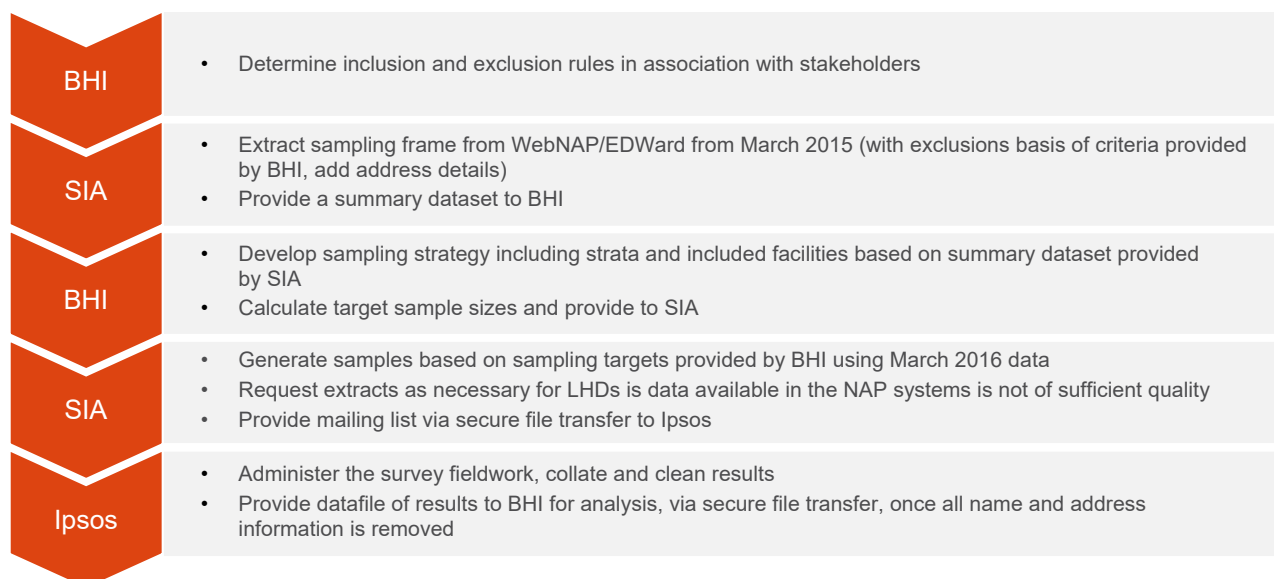 BHI
• Determine inclusion and exclusion rules in association with stakeholders
SIA
• Extract sampling frame from WebNAP/EDWard from March 2015 (with exclusions basis of criteria provided
by BHI, add address details)
• Provide a summary dataset to BHI
BHI
• Develop sampling strategy including strata and included facilities based on summary dataset provided
by SIA
• Calculate target sample sizes and provide to SIA
SIA
• Generate samples based on sampling targets provided by BHI using March 2016 data
• Request extracts as necessary for LHDs is data available in the NAP systems is not of sufficient quality
• Provide mailing list via secure file transfer to Ipsos
Ipsos
• Administer the survey fieldwork, collate and clean results
• Provide datafile of results to BHI for analysis, via secure file transfer, once all name and address
information is removed